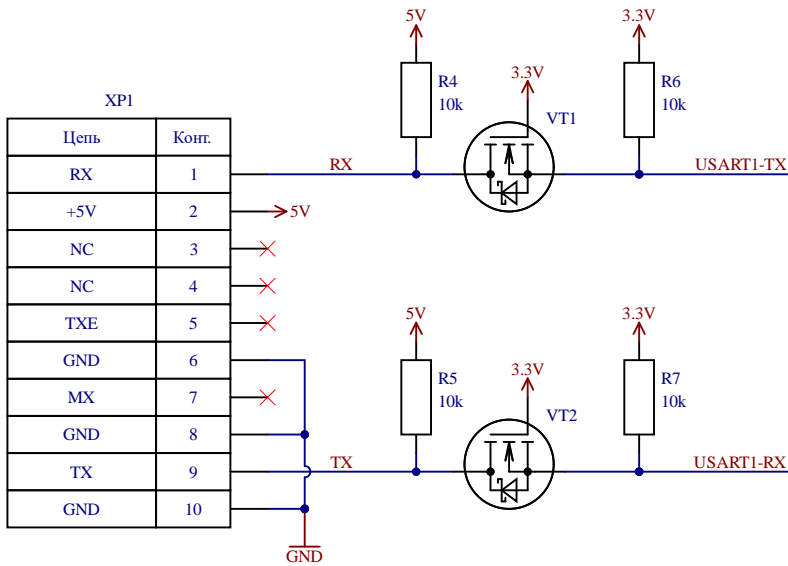 XP1
Цепь Конт.
RX 1
+5V 2
NC 3
NC 4
TXE 5
GND 6
MX 7
GND 8
TX 9
GND 10
5V
GND
RX
5V
R4
10k
3.3V
VT1
3.3V
R6
10k
USART1-TX
TX
5V
R5
10k
3.3V
VT2
3.3V
R7
10k
USART1-RX